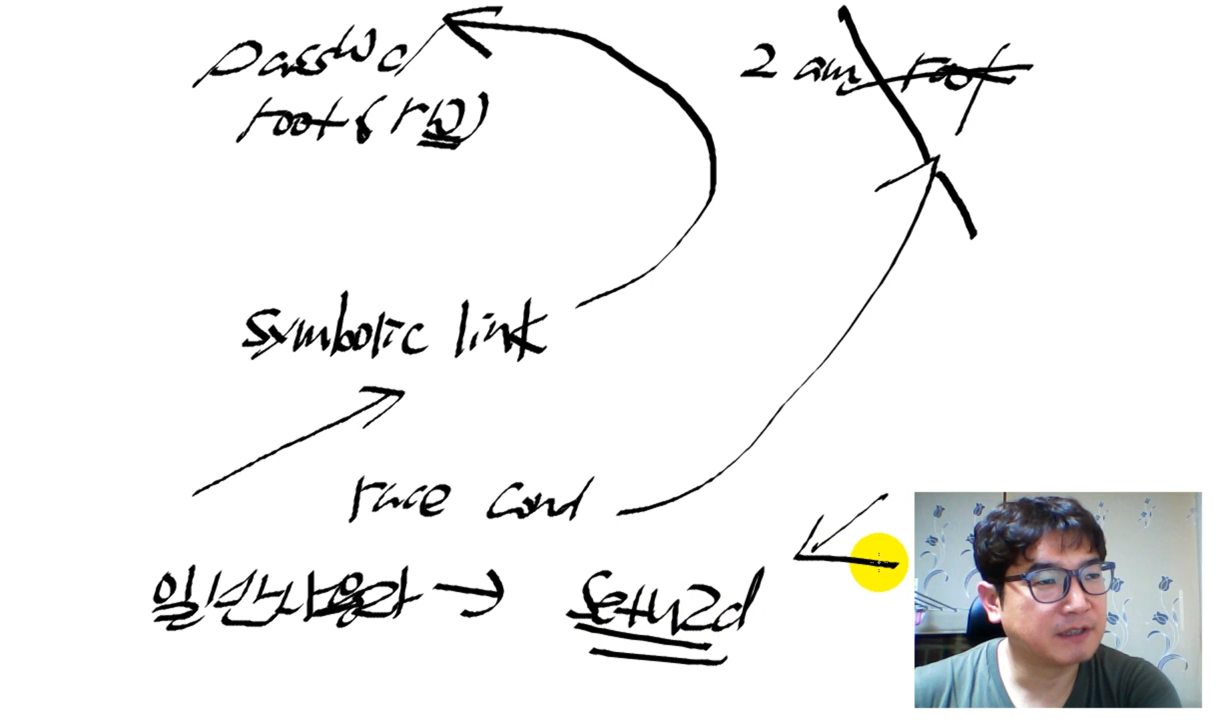 passwd
root (rw)
2 am root
symbolic link
race cond
일반사용자 → setuid